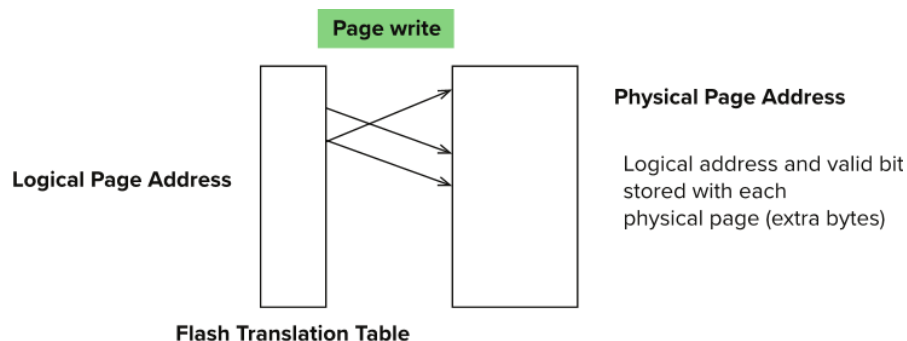 Page write
Physical Page Address
Logical Page Address
Logical address and valid bit
stored with each
physical page (extra bytes)
Flash Translation Table